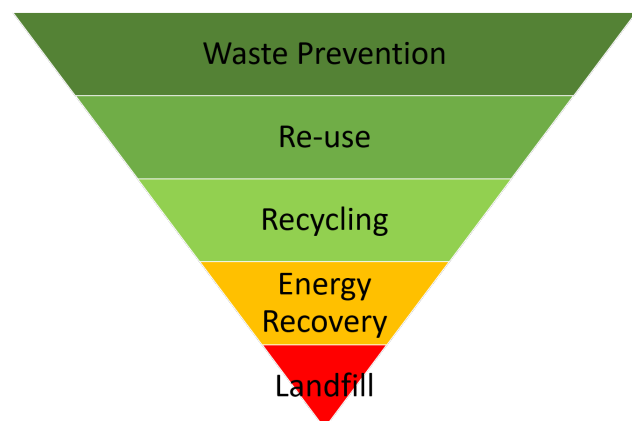 Waste Prevention
Re-use
Recycling
Energy
Recovery
Landfill